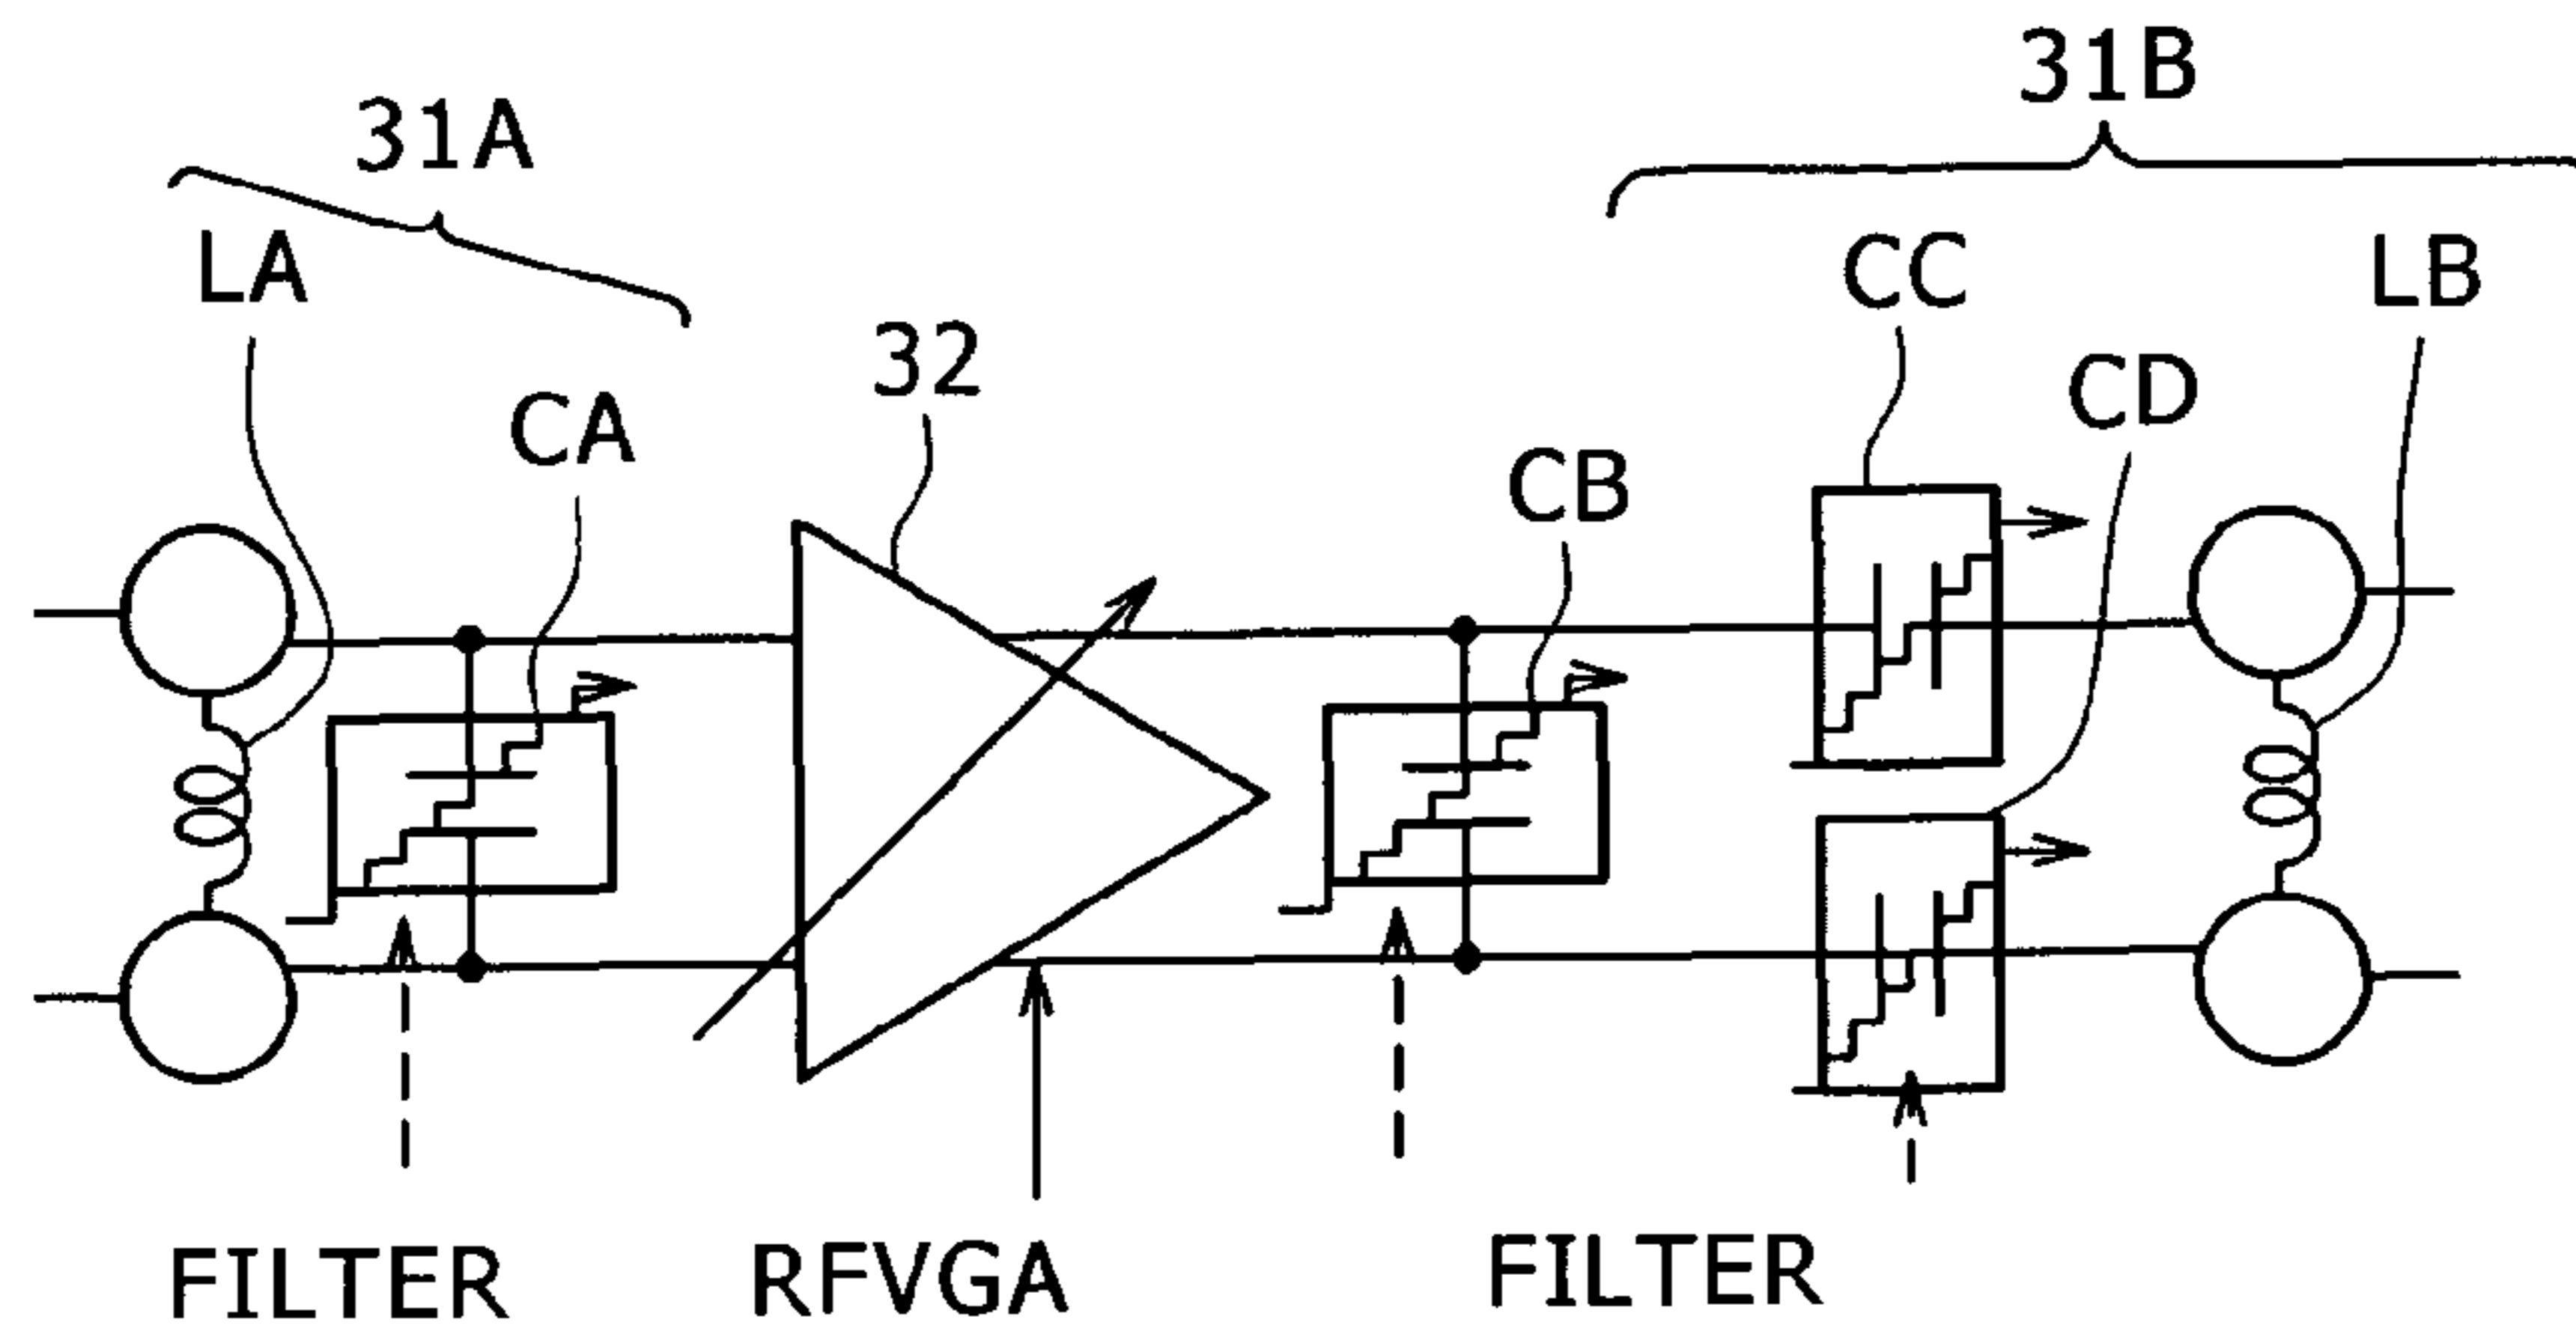 31A
31B
LA
CA
32
CB
CC
CD
LB
FILTER
RFVGA
FILTER